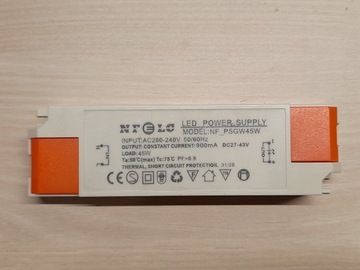 NFELC
LED POWER SUPPLY
MODEL: NF_PSGW45W
INPUT:AC200-240V 50/60Hz
OUTPUT: CONSTANT CURRENT: 900mA DC27-43V
LOAD:45W
Ta:50℃(max) Tc:75℃ PF>0.9
THERMAL, SHORT CIRCUIT PROTECTION